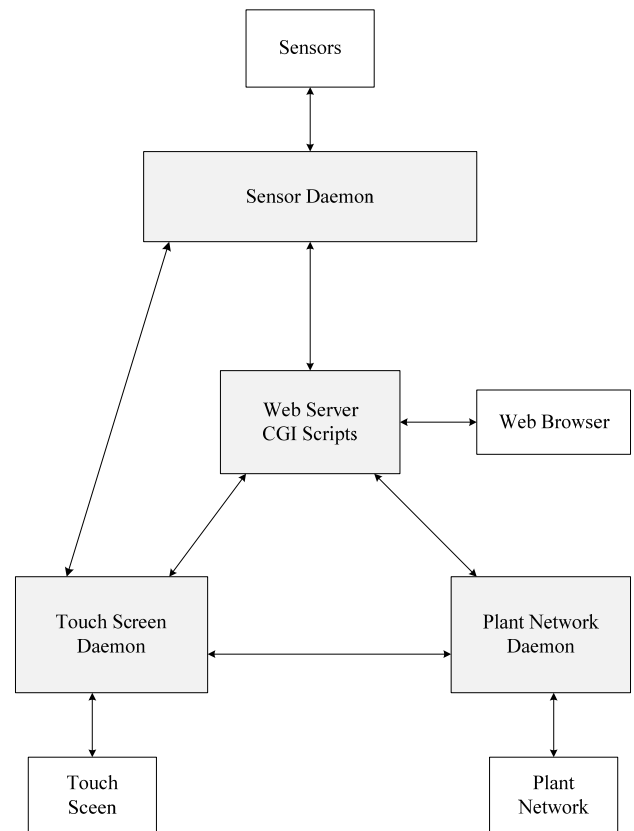 Sensors
Sensor Daemon
Web Server
CGI Scripts
Web Browser
Touch Screen
Daemon
Plant Network
Daemon
Touch
Sceen
Plant
Network